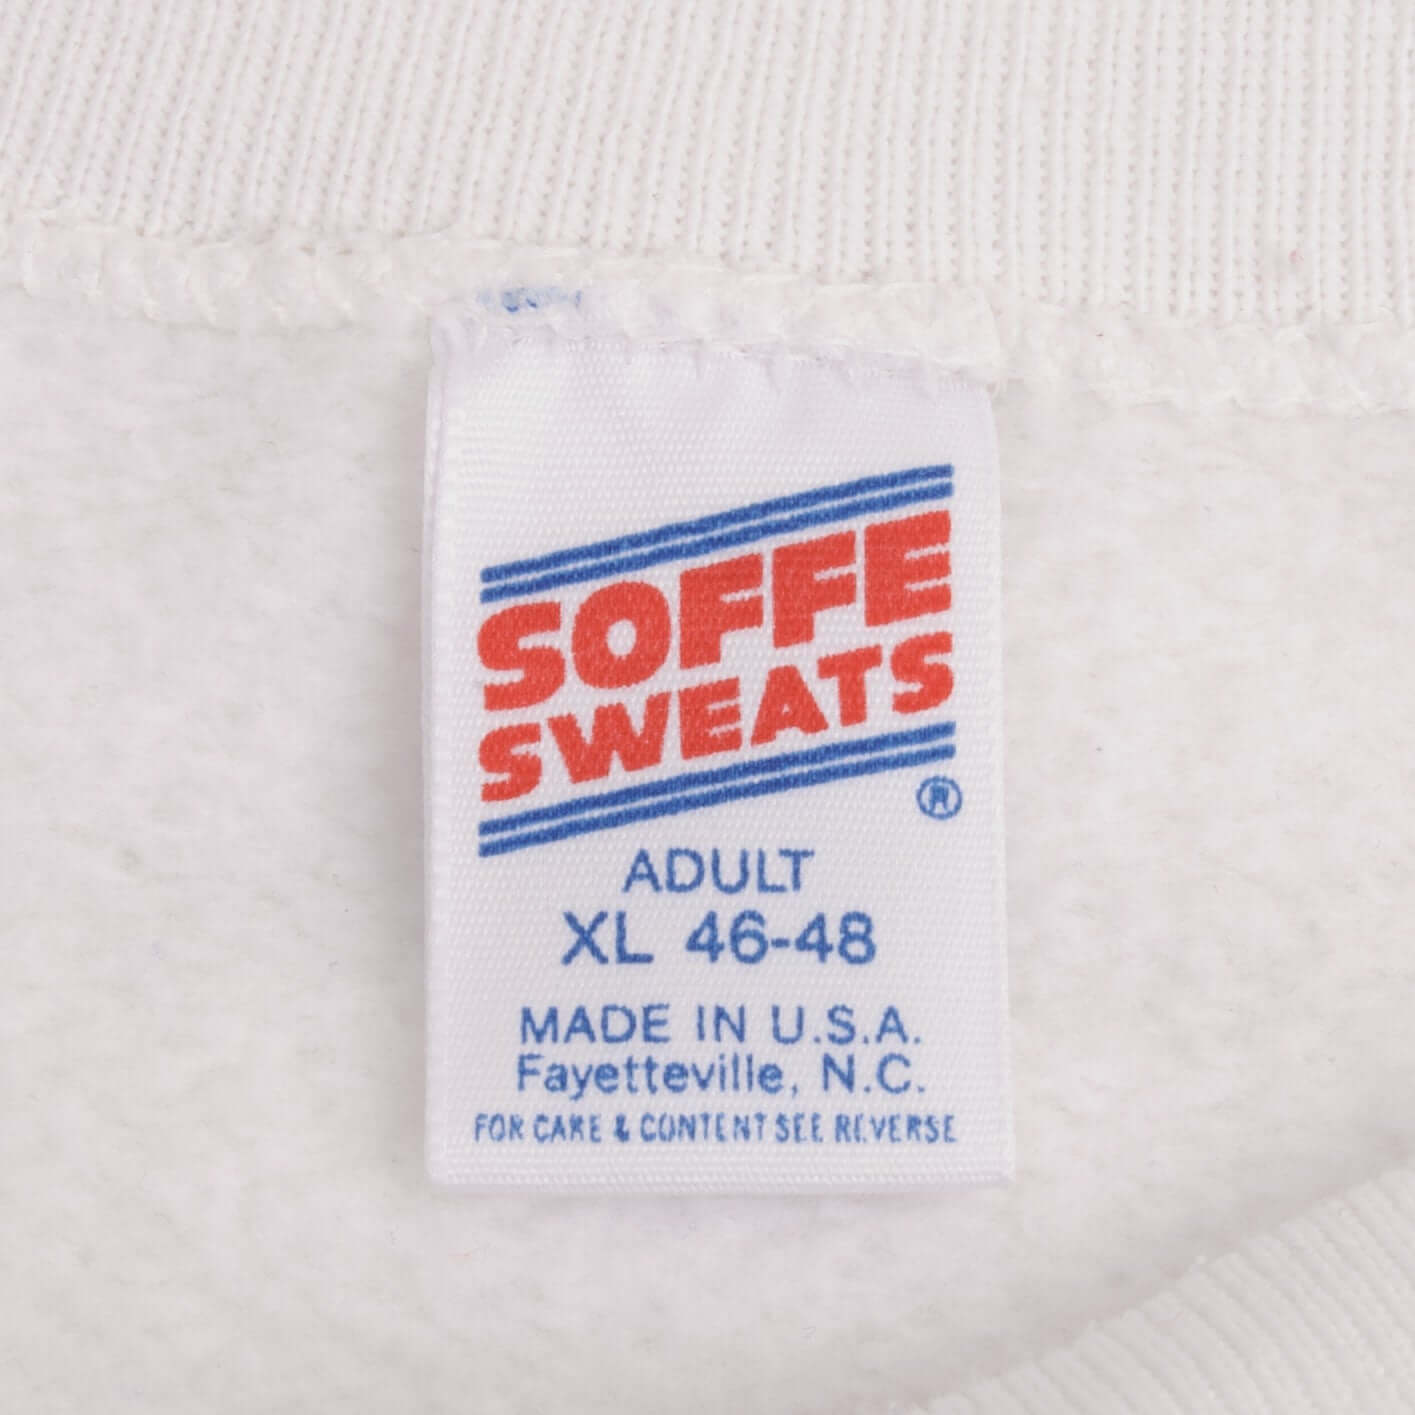 SOFFE
SWEATS
®
ADULT
XL 46-48
MADE IN U.S.A.
Fayetteville, N.C.
FOR CARE & CONTENT SEE REVERSE